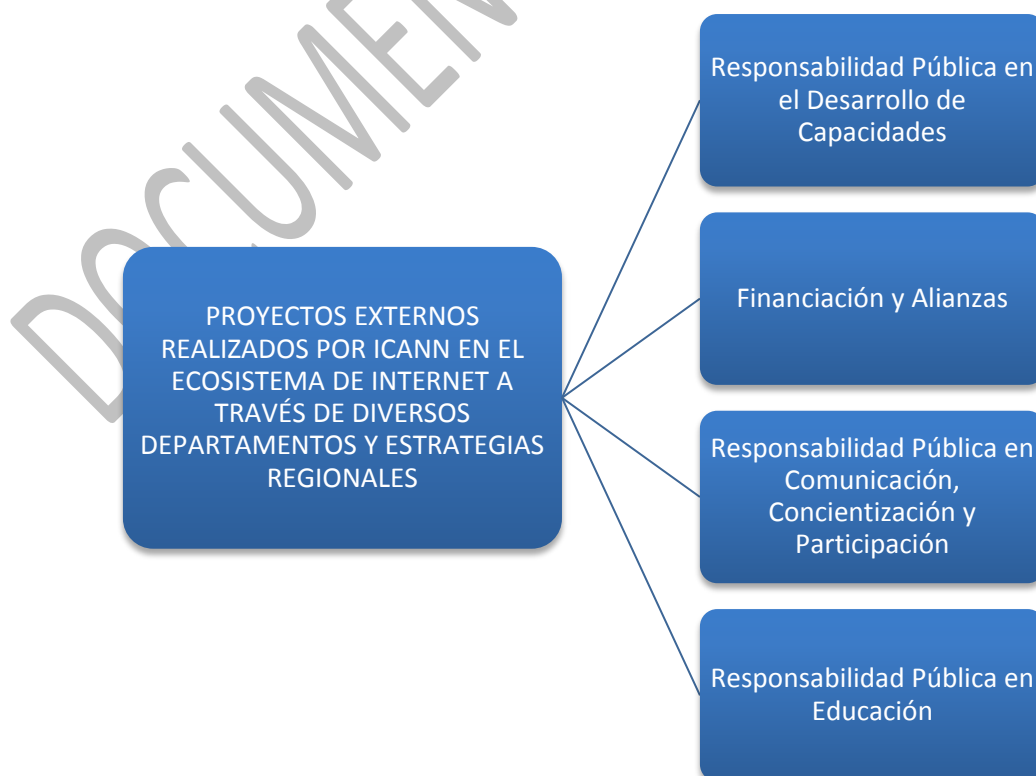 DOCUMEN
PROYECTOS EXTERNOS
REALIZADOS POR ICANN EN EL
ECOSISTEMA DE INTERNET A
TRAVÉS DE DIVERSOS
DEPARTAMENTOS Y ESTRATEGIAS
REGIONALES
Responsabilidad Pública en
el Desarrollo de
Capacidades
Financiación y Alianzas
Responsabilidad Pública en
Comunicación,
Concientización y
Participación
Responsabilidad Pública en
Educación